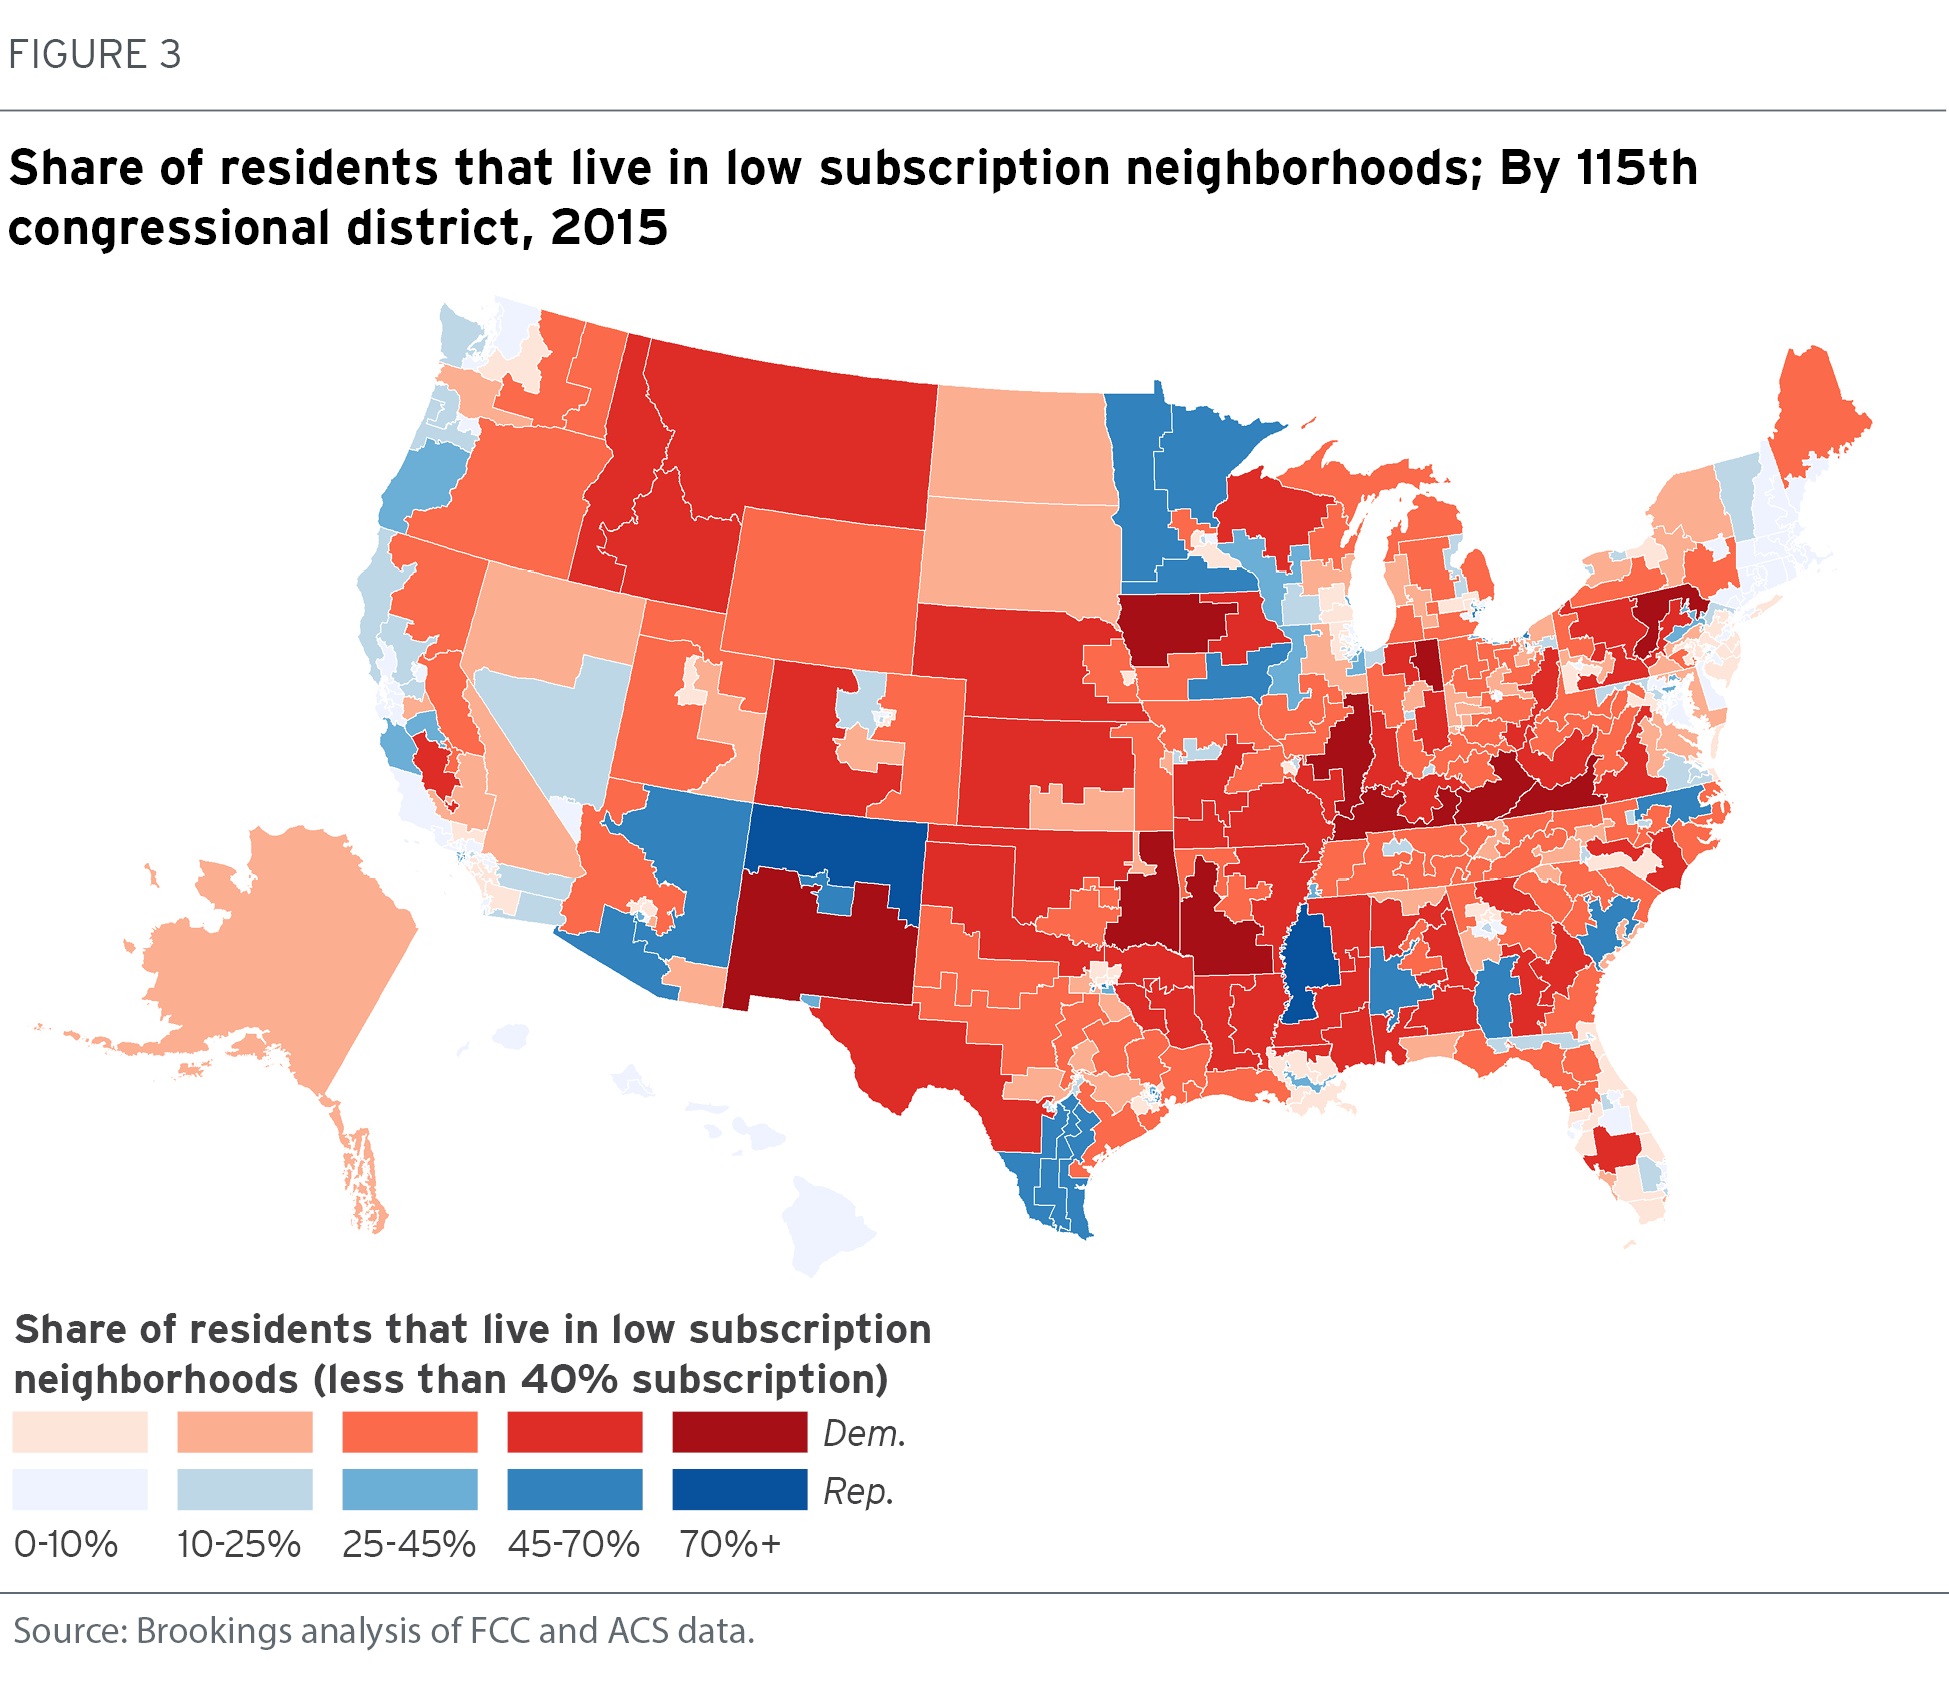 FIGURE 3
Share of residents that live in low subscription neighborhoods; By 115th
congressional district, 2015
Share of residents that live in low subscription
neighborhoods (less than 40% subscription)
Dem.
Rep.
0-10% 10-25% 25-45% 45-70% 70%+
Source: Brookings analysis of FCC and ACS data.